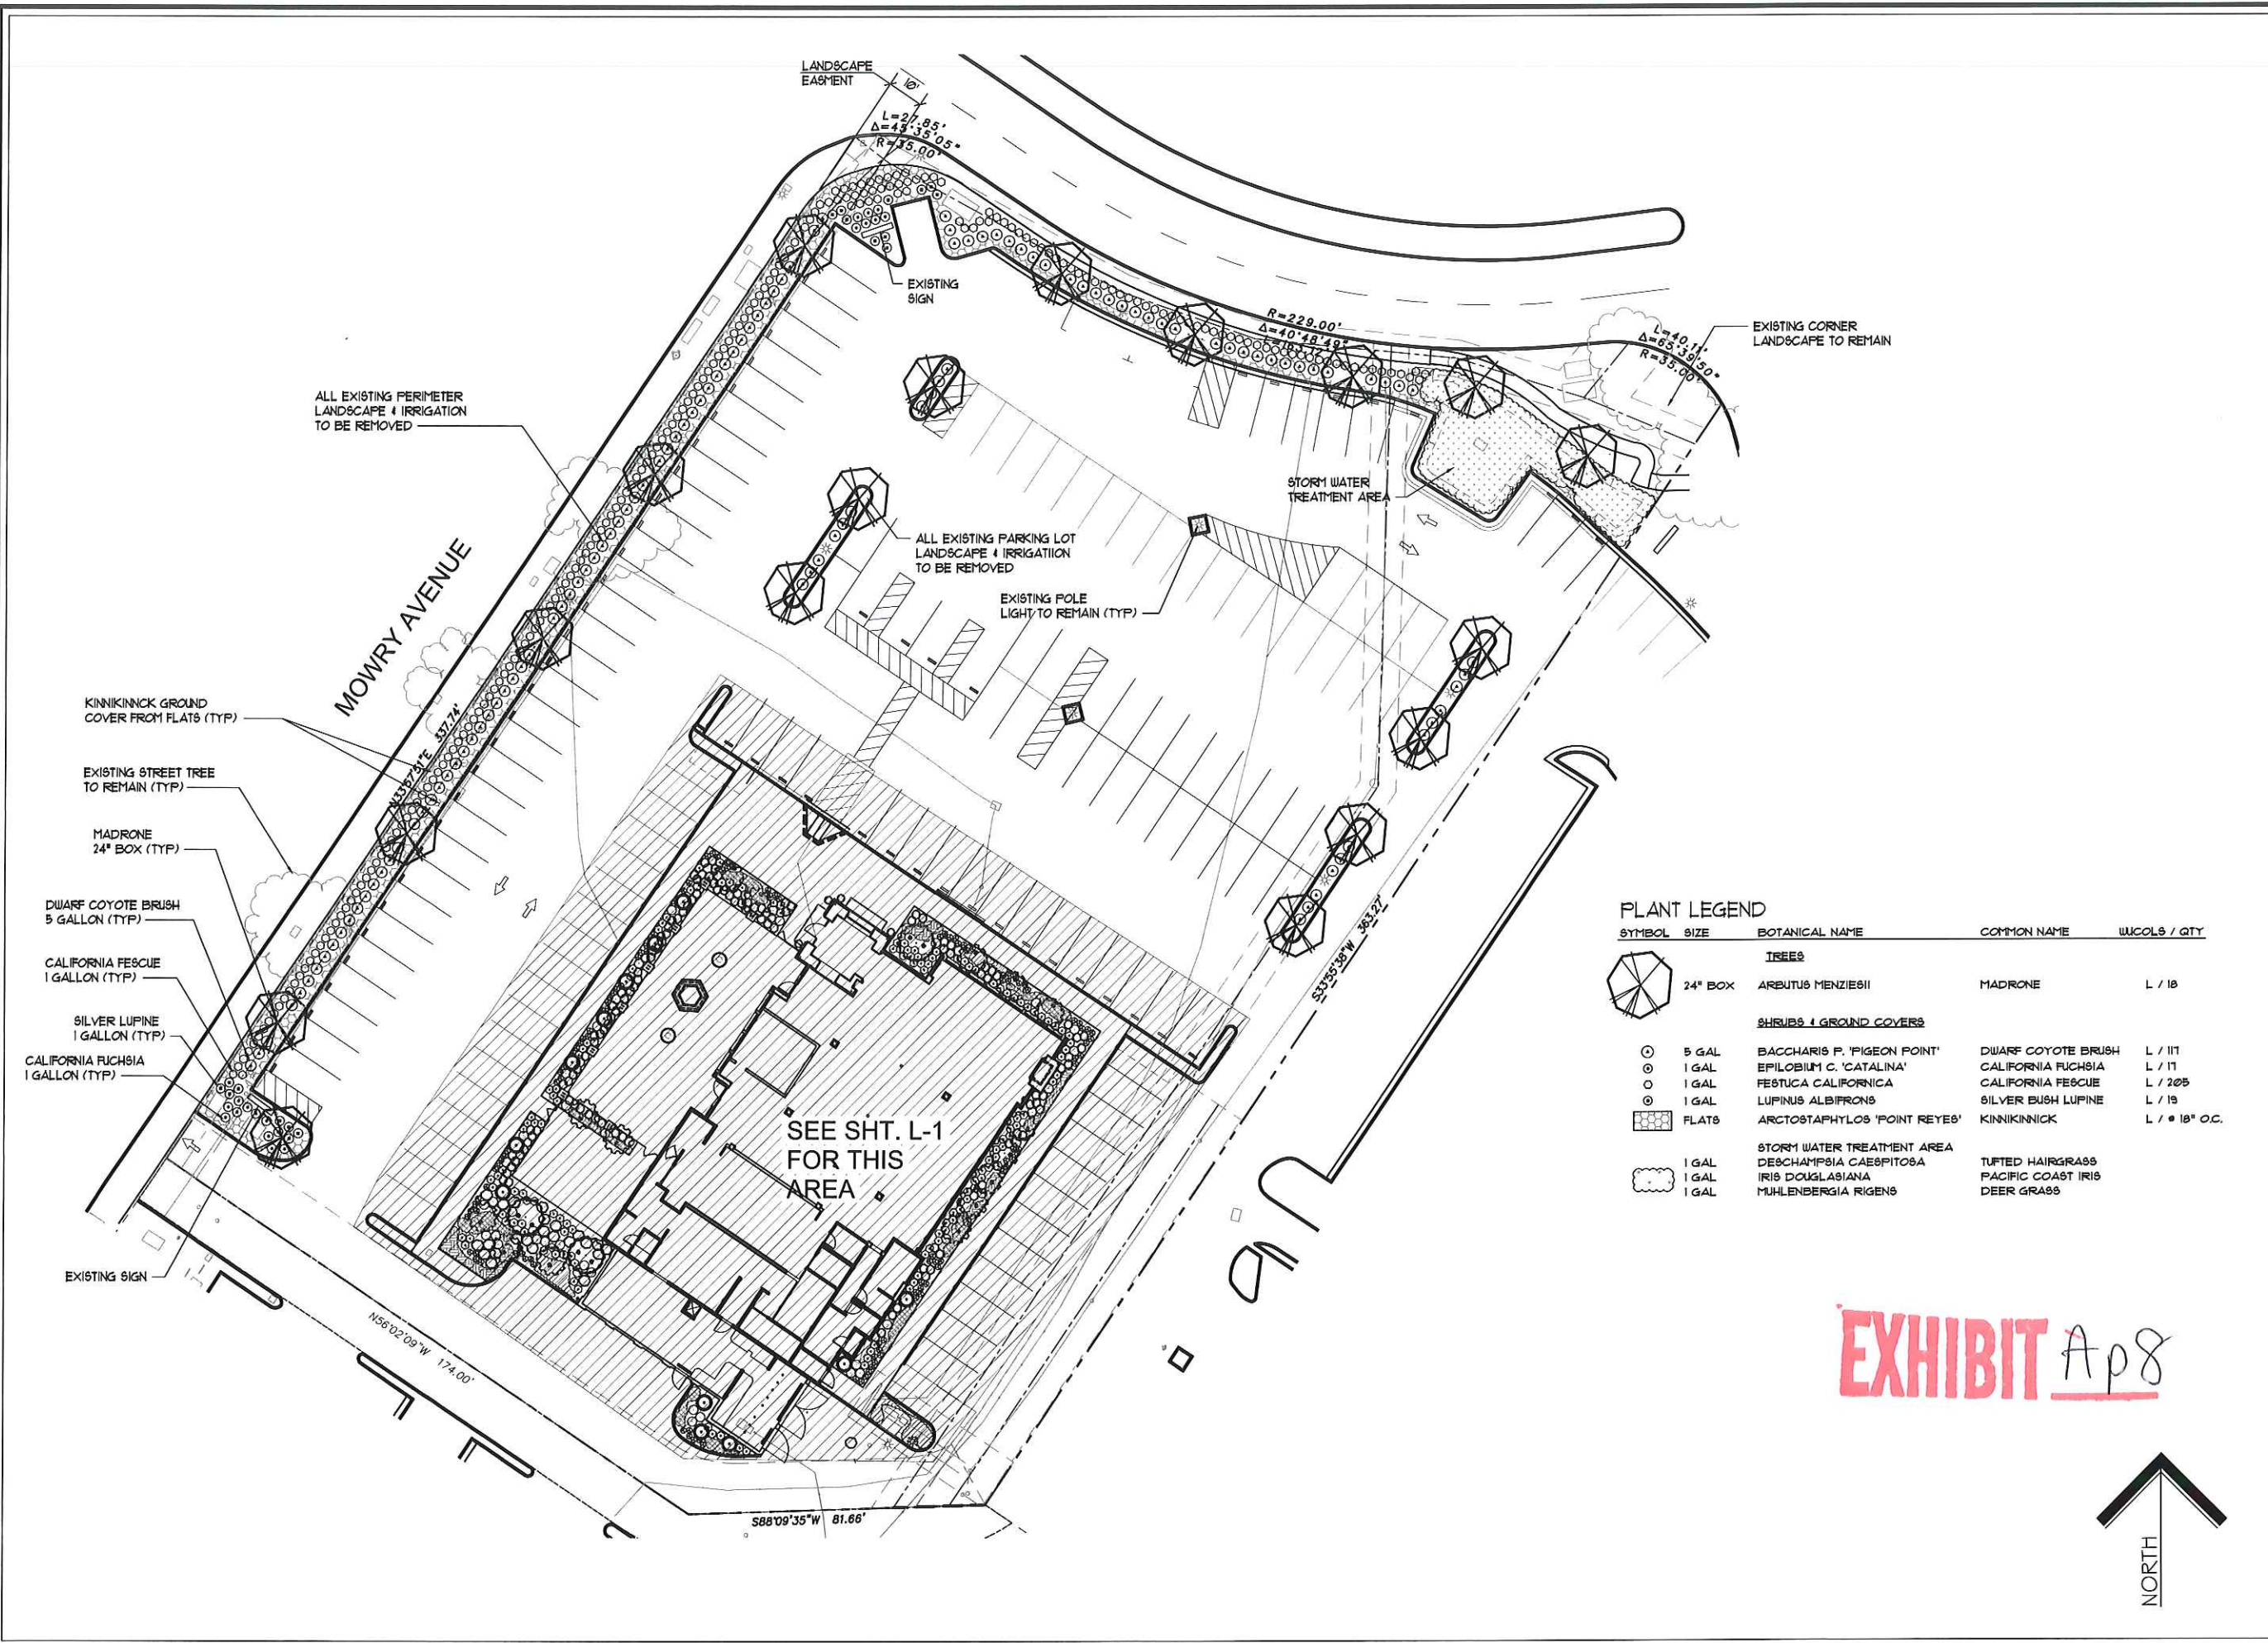 LANDSCAPE
EASMENT
10'
L=27.85'
Δ=45°35'05"
R=35.00'
EXISTING
SIGN
R=229.00'
Δ=40°48'49"
L=40.11'
Δ=65°39'50"
R=35.00'
EXISTING CORNER
LANDSCAPE TO REMAIN
ALL EXISTING PERIMETER
LANDSCAPE & IRRIGATION
TO BE REMOVED
STORM WATER
TREATMENT AREA
ALL EXISTING PARKING LOT
LANDSCAPE & IRRIGATIION
TO BE REMOVED
EXISTING POLE
LIGHT TO REMAIN (TYP)
MOWRY AVENUE
N33°57'51"E 337.74'
KINNIKINNCK GROUND
COVER FROM FLATS (TYP)
EXISTING STREET TREE
TO REMAIN (TYP)
MADRONE
24" BOX (TYP)
DWARF COYOTE BRUSH
5 GALLON (TYP)
CALIFORNIA FESCUE
1 GALLON (TYP)
SILVER LUPINE
1 GALLON (TYP)
CALIFORNIA FUCHSIA
1 GALLON (TYP)
EXISTING SIGN
S33°55'38"W 363.27'
SEE SHT. L-1
FOR THIS
AREA
N56°02'09"W 174.00'
S88°09'35"W 81.66'
PLANT LEGEND
SYMBOL SIZE BOTANICAL NAME COMMON NAME WUCOLS / QTY
TREES
24" BOX ARBUTUS MENZIESII MADRONE L / 18
SHRUBS & GROUND COVERS
5 GAL BACCHARIS P. 'PIGEON POINT' DWARF COYOTE BRUSH L / 117
1 GAL EPILOBIUM C. 'CATALINA' CALIFORNIA FUCHSIA L / 17
1 GAL FESTUCA CALIFORNICA CALIFORNIA FESCUE L / 205
1 GAL LUPINUS ALBIFRONS SILVER BUSH LUPINE L / 19
FLATS ARCTOSTAPHYLOS 'POINT REYES' KINNIKINNICK L / @ 18" O.C.
STORM WATER TREATMENT AREA
1 GAL DESCHAMPSIA CAESPITOSA TUFTED HAIRGRASS
1 GAL IRIS DOUGLASIANA PACIFIC COAST IRIS
1 GAL MUHLENBERGIA RIGENS DEER GRASS
EXHIBIT Ap8
NORTH